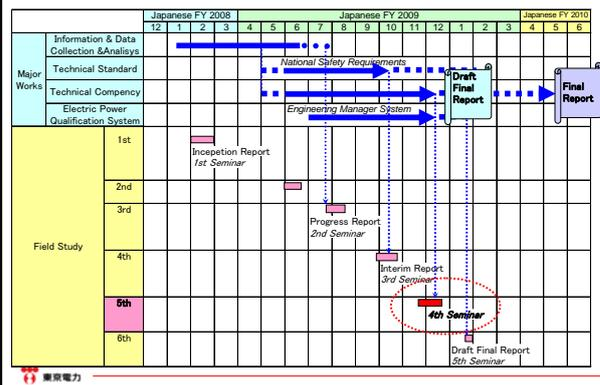 Japanese FY 2008 Japanese FY 2009 Japanese FY 2010
12 1 2 3 4 5 6 7 8 9 10 11 12 1 2 3 4 5 6
Major Works
Information & Data Collection &Analisys
Technical Standard
National Safety Requirements
Technical Compency
Electric Power Qualification System
Engineering Manager System
Draft Final Report
Final Report
Field Study
1st
Incepetion Report
1st Seminar
2nd
3rd
Progress Report
2nd Seminar
4th
Interim Report
3rd Seminar
5th
4th Seminar
6th
Draft Final Report
5th Seminar
東京電力